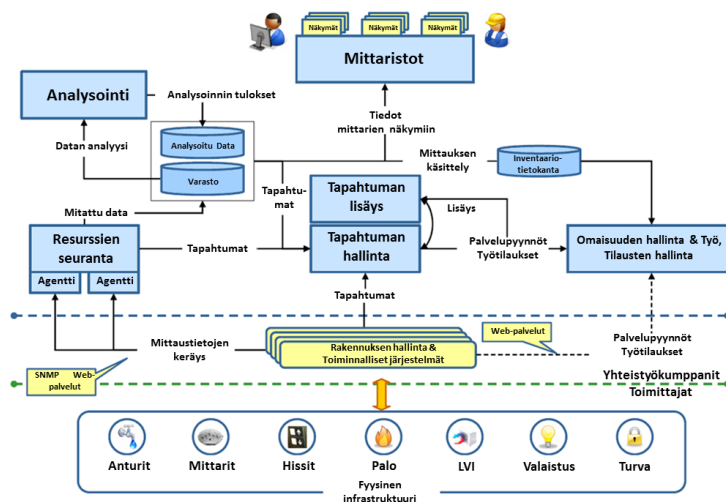 Näkymät
Näkymät
Näkymät
Mittaristot
Analysointi
Analysoinnin tulokset
Tiedot
mittarien näkymiin
Datan analyysi
Analysoitu Data
Varasto
Mittauksen
käsittely
Inventaario-
tietokanta
Tapahtu-
mat
Tapahtuman
lisäys
Lisäys
Mitattu data
Resurssien
seuranta
Agentti
Agentti
Tapahtumat
Tapahtuman
hallinta
Palvelupyynnöt
Työtilaukset
Omaisuuden hallinta & Työ,
Tilausten hallinta
Tapahtumat
Mittaustietojen
keräys
Rakennuksen hallinta &
Toiminnalliset järjestelmät
Web-palvelut
Palvelupyynnöt
Työtilaukset
SNMP Web-
palvelut
Yhteistyökumppanit
Toimittajat
Anturit
Mittarit
Hissit
Palo
LVI
Valaistus
Turva
Fyysinen
infrastruktuuri